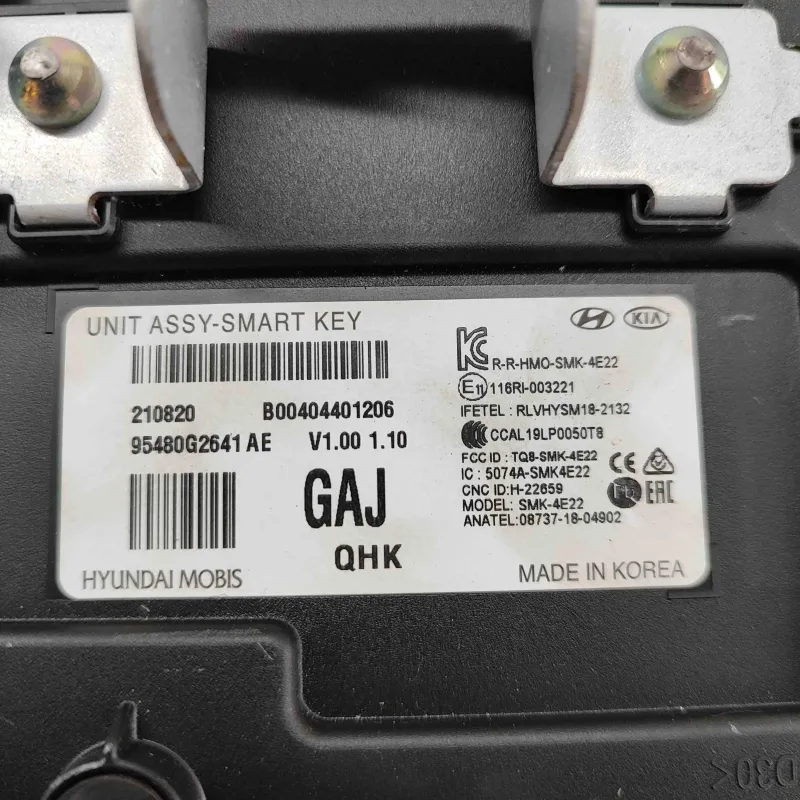 UNIT ASSY-SMART KEY
KIA
210820 B00404401206
95480G2641 AE V1.00 1.10
GAJ
QHK
HYUNDAI MOBIS
R-R-HMO-SMK-4E22
E11 116RI-003221
IFETEL : RLVHYSM18-2132
CCAL19LP0050T8
FCC ID : TQ8-SMK-4E22
IC : 5074A-SMK4E22
CNC ID:H-22659
MODEL: SMK-4E22
ANATEL:08737-18-04902
CE
EAC
MADE IN KOREA
D30<